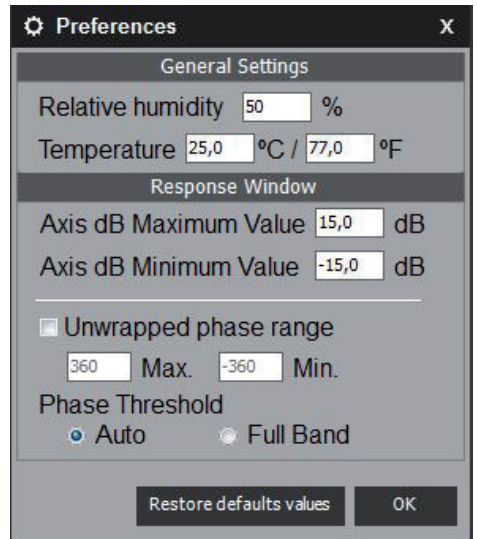 Preferences X
General Settings
Relative humidity 50 %
Temperature 25,0 ºC / 77,0 ºF
Response Window
Axis dB Maximum Value 15,0 dB
Axis dB Minimum Value -15,0 dB
Unwrapped phase range
360 Max. -360 Min.
Phase Threshold
Auto Full Band
Restore defaults values OK